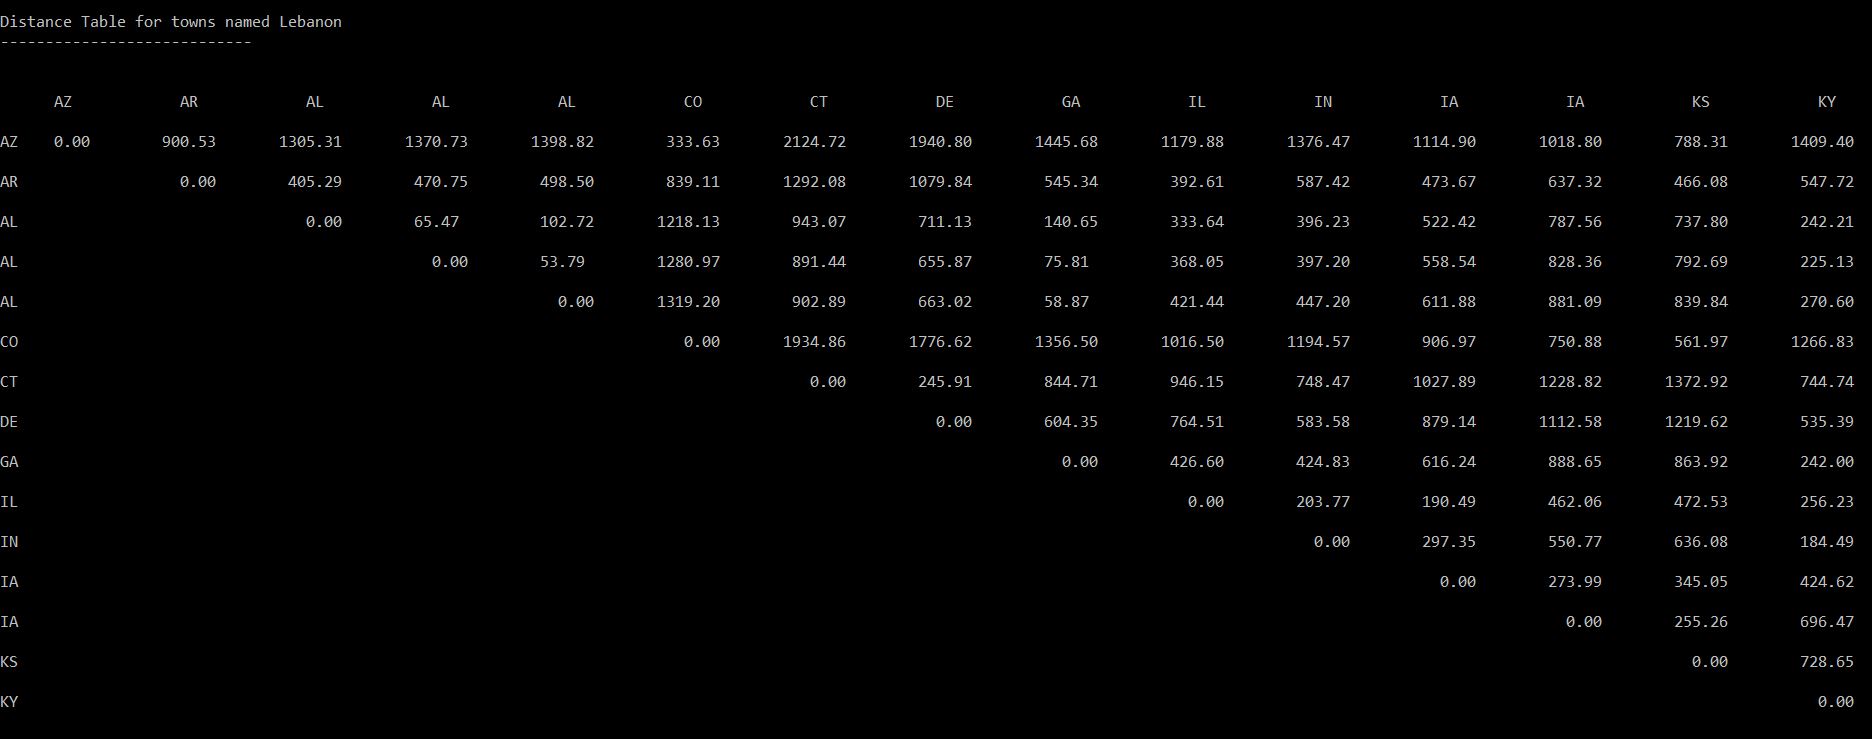 Distance Table for towns named Lebanon
----------------------------
AZ AR AL AL AL CO CT DE GA IL IN IA IA KS KY
AZ 0.00 900.53 1305.31 1370.73 1398.82 333.63 2124.72 1940.80 1445.68 1179.88 1376.47 1114.90 1018.80 788.31 1409.40
AR 0.00 405.29 470.75 498.50 839.11 1292.08 1079.84 545.34 392.61 587.42 473.67 637.32 466.08 547.72
AL 0.00 65.47 102.72 1218.13 943.07 711.13 140.65 333.64 396.23 522.42 787.56 737.80 242.21
AL 0.00 53.79 1280.97 891.44 655.87 75.81 368.05 397.20 558.54 828.36 792.69 225.13
AL 0.00 1319.20 902.89 663.02 58.87 421.44 447.20 611.88 881.09 839.84 270.60
CO 0.00 1934.86 1776.62 1356.50 1016.50 1194.57 906.97 750.88 561.97 1266.83
CT 0.00 245.91 844.71 946.15 748.47 1027.89 1228.82 1372.92 744.74
DE 0.00 604.35 764.51 583.58 879.14 1112.58 1219.62 535.39
GA 0.00 426.60 424.83 616.24 888.65 863.92 242.00
IL 0.00 203.77 190.49 462.06 472.53 256.23
IN 0.00 297.35 550.77 636.08 184.49
IA 0.00 273.99 345.05 424.62
IA 0.00 255.26 696.47
KS 0.00 728.65
KY 0.00